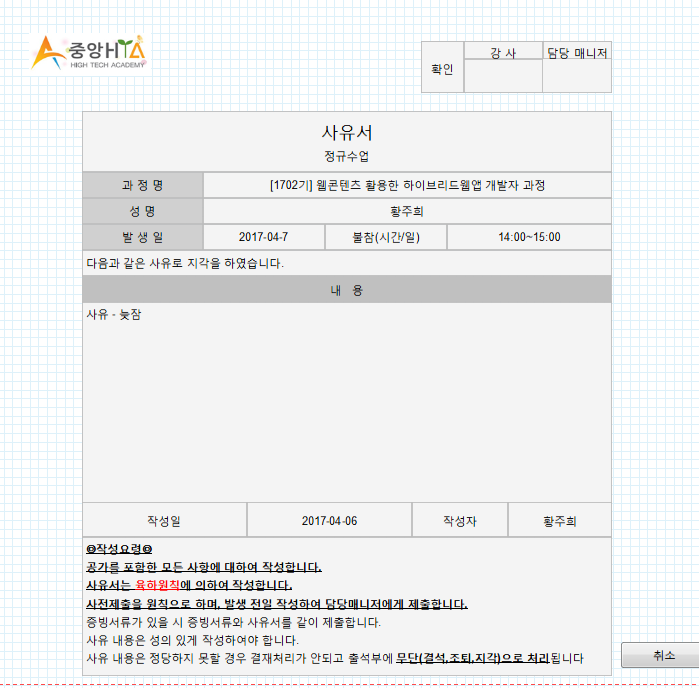 중앙HTA
HIGH TECH ACADEMY
확인
강 사
담당 매니저
사유서
정규수업
과 정 명
[1702기] 웹콘텐츠 활용한 하이브리드웹앱 개발자 과정
성 명
황주희
발 생 일
2017-04-7
불참(시간/일)
14:00~15:00
다음과 같은 사유로 지각을 하였습니다.
내 용
사유 - 늦잠
작성일
2017-04-06
작성자
황주희
❸작성요령❸
공가를 포함한 모든 사항에 대하여 작성합니다.
사유서는 육하원칙에 의하여 작성합니다.
사전제출을 원칙으로 하며, 발생 전일 작성하여 담당매니저에게 제출합니다.
증빙서류가 있을 시 증빙서류와 사유서를 같이 제출합니다.
사유 내용은 성의 있게 작성하여야 합니다.
사유 내용은 정당하지 못할 경우 결재처리가 안되고 출석부에 무단(결석,조퇴,지각)으로 처리됩니다
취소